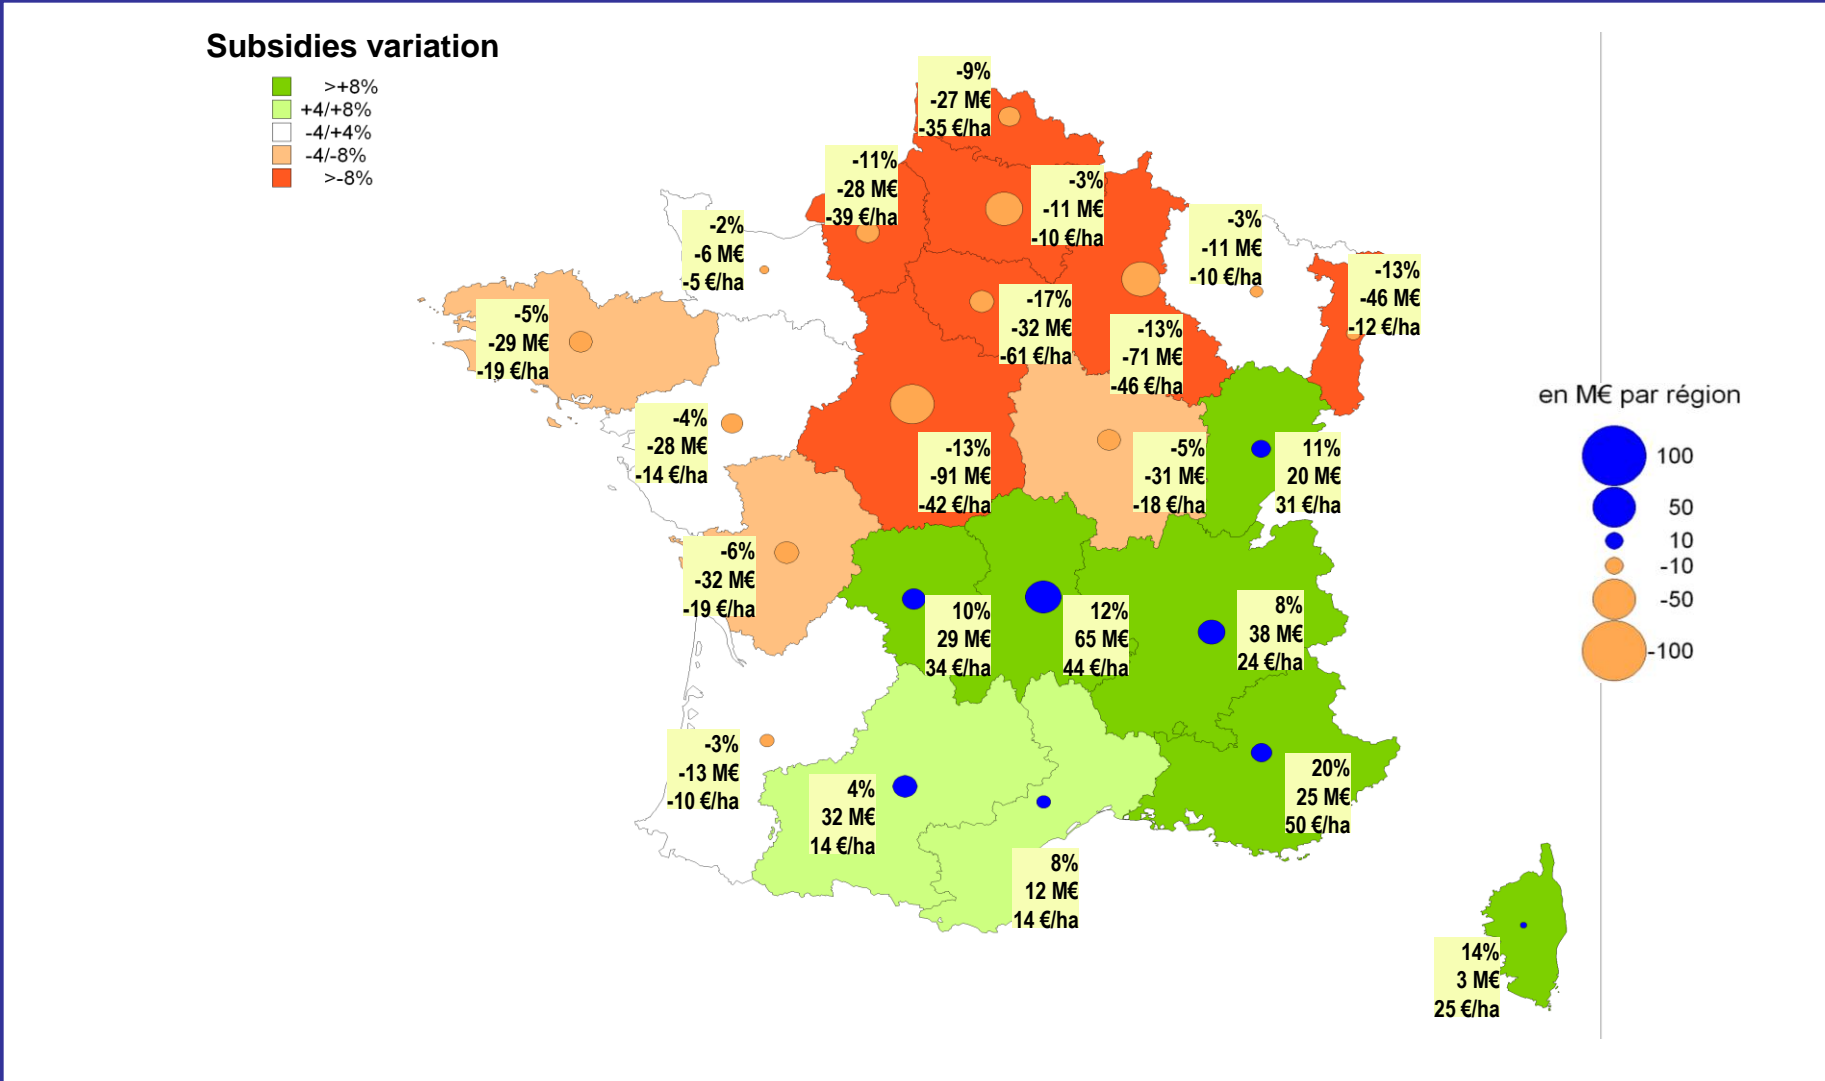 Subsidies variation
>+8%
+4/+8%
-4/+4%
-4/-8%
>-8%
-9%
-27 M€
-35 €/ha
-11%
-28 M€
-39 €/ha
-3%
-11 M€
-10 €/ha
-2%
-6 M€
-5 €/ha
-3%
-11 M€
-10 €/ha
-13%
-46 M€
-12 €/ha
-5%
-29 M€
-19 €/ha
-17%
-32 M€
-61 €/ha
-13%
-71 M€
-46 €/ha
-4%
-28 M€
-14 €/ha
-13%
-91 M€
-42 €/ha
-5%
-31 M€
-18 €/ha
11%
20 M€
31 €/ha
-6%
-32 M€
-19 €/ha
10%
29 M€
34 €/ha
12%
65 M€
44 €/ha
8%
38 M€
24 €/ha
-3%
-13 M€
-10 €/ha
4%
32 M€
14 €/ha
20%
25 M€
50 €/ha
8%
12 M€
14 €/ha
14%
3 M€
25 €/ha
en M€ par région
100
50
10
-10
-50
-100